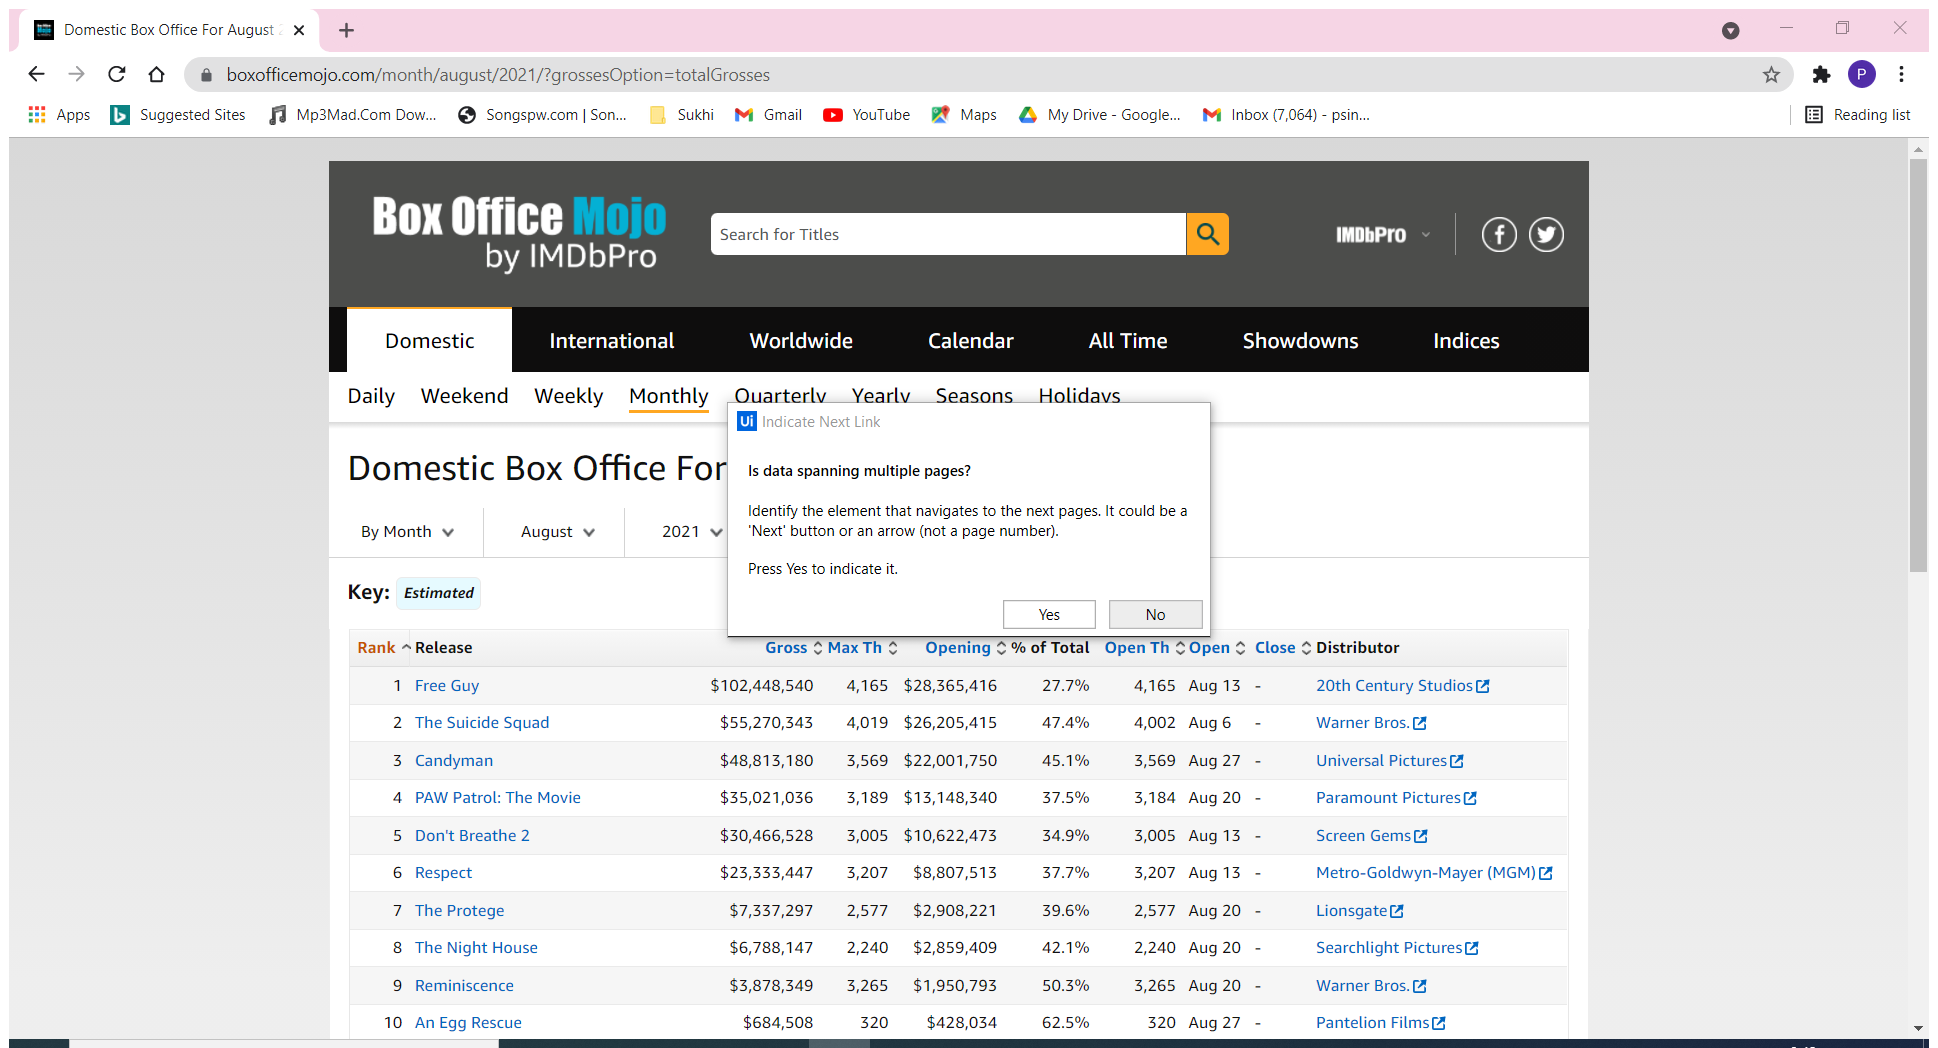 Domestic Box Office For August
boxofficemojo.com/month/august/2021/?grossesOption=totalGrosses
P
Apps Suggested Sites Mp3Mad.Com Dow... Songspw.com | Son... Sukhi Gmail YouTube Maps My Drive - Google... Inbox (7,064) - psin... Reading list
Box Office Mojo
by IMDbPro
Search for Titles
IMDbPro
Domestic International Worldwide Calendar All Time Showdowns Indices
Daily Weekend Weekly Monthly Quarterly Yearly Seasons Holidays
Ui Indicate Next Link
Is data spanning multiple pages?
Identify the element that navigates to the next pages. It could be a
'Next' button or an arrow (not a page number).
Press Yes to indicate it.
Yes No
Domestic Box Office For
By Month August 2021
Key: Estimated
Rank Release Gross Max Th Opening % of Total Open Th Open Close Distributor
1 Free Guy $102,448,540 4,165 $28,365,416 27.7% 4,165 Aug 13 - 20th Century Studios
2 The Suicide Squad $55,270,343 4,019 $26,205,415 47.4% 4,002 Aug 6 - Warner Bros.
3 Candyman $48,813,180 3,569 $22,001,750 45.1% 3,569 Aug 27 - Universal Pictures
4 PAW Patrol: The Movie $35,021,036 3,189 $13,148,340 37.5% 3,184 Aug 20 - Paramount Pictures
5 Don't Breathe 2 $30,466,528 3,005 $10,622,473 34.9% 3,005 Aug 13 - Screen Gems
6 Respect $23,333,447 3,207 $8,807,513 37.7% 3,207 Aug 13 - Metro-Goldwyn-Mayer (MGM)
7 The Protege $7,337,297 2,577 $2,908,221 39.6% 2,577 Aug 20 - Lionsgate
8 The Night House $6,788,147 2,240 $2,859,409 42.1% 2,240 Aug 20 - Searchlight Pictures
9 Reminiscence $3,878,349 3,265 $1,950,793 50.3% 3,265 Aug 20 - Warner Bros.
10 An Egg Rescue $684,508 320 $428,034 62.5% 320 Aug 27 - Pantelion Films